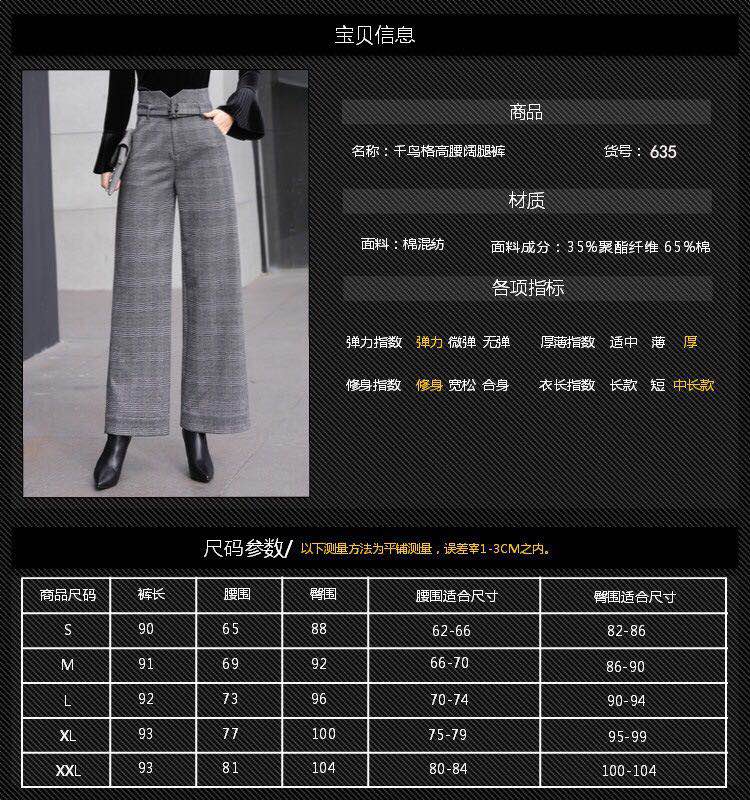 宝贝信息
商品
名称：千鸟格高腰阔腿裤 货号：635
材质
面料：棉混纺 面料成分：35%聚酯纤维 65%棉
各项指标
弹力指数 弹力 微弹 无弹 厚薄指数 适中 薄 厚
修身指数 修身 宽松 合身 衣长指数 长款 短 中长款
尺码参数/ 以下测量方法为平铺测量，误差率1-3CM之内。
商品尺码 裤长 腰围 臀围 腰围适合尺寸 臀围适合尺寸
S 90 65 88 62-66 82-86
M 91 69 92 66-70 86-90
L 92 73 96 70-74 90-94
XL 93 77 100 75-79 95-99
XXL 93 81 104 80-84 100-104